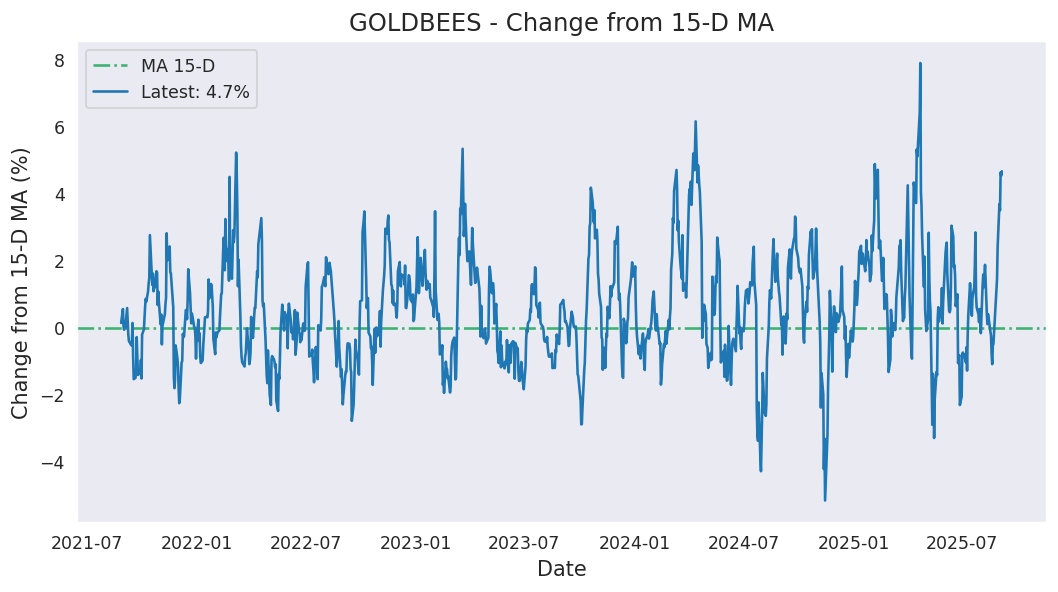 GOLDBEES - Change from 15-D MA
MA 15-D
Latest: 4.7%
Change from 15-D MA (%)
8
6
4
2
0
−2
−4
2021-07 2022-01 2022-07 2023-01 2023-07 2024-01 2024-07 2025-01 2025-07
Date